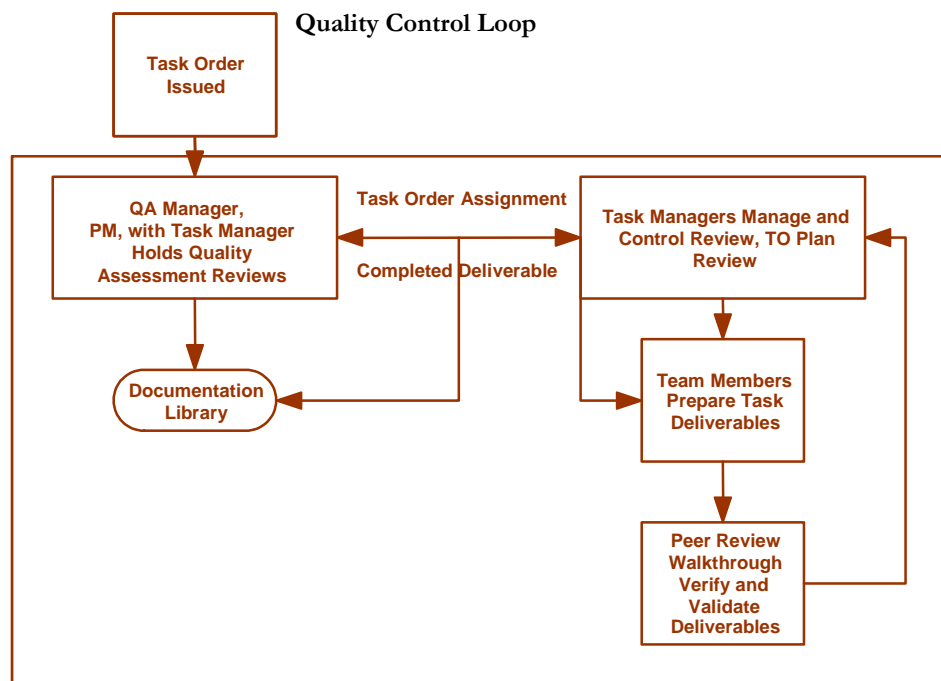 Quality Control Loop
Task Order
Issued
QA Manager,
PM, with Task Manager
Holds Quality
Assessment Reviews
Task Order Assignment
Completed Deliverable
Task Managers Manage and
Control Review, TO Plan
Review
Documentation
Library
Team Members
Prepare Task
Deliverables
Peer Review
Walkthrough
Verify and
Validate
Deliverables